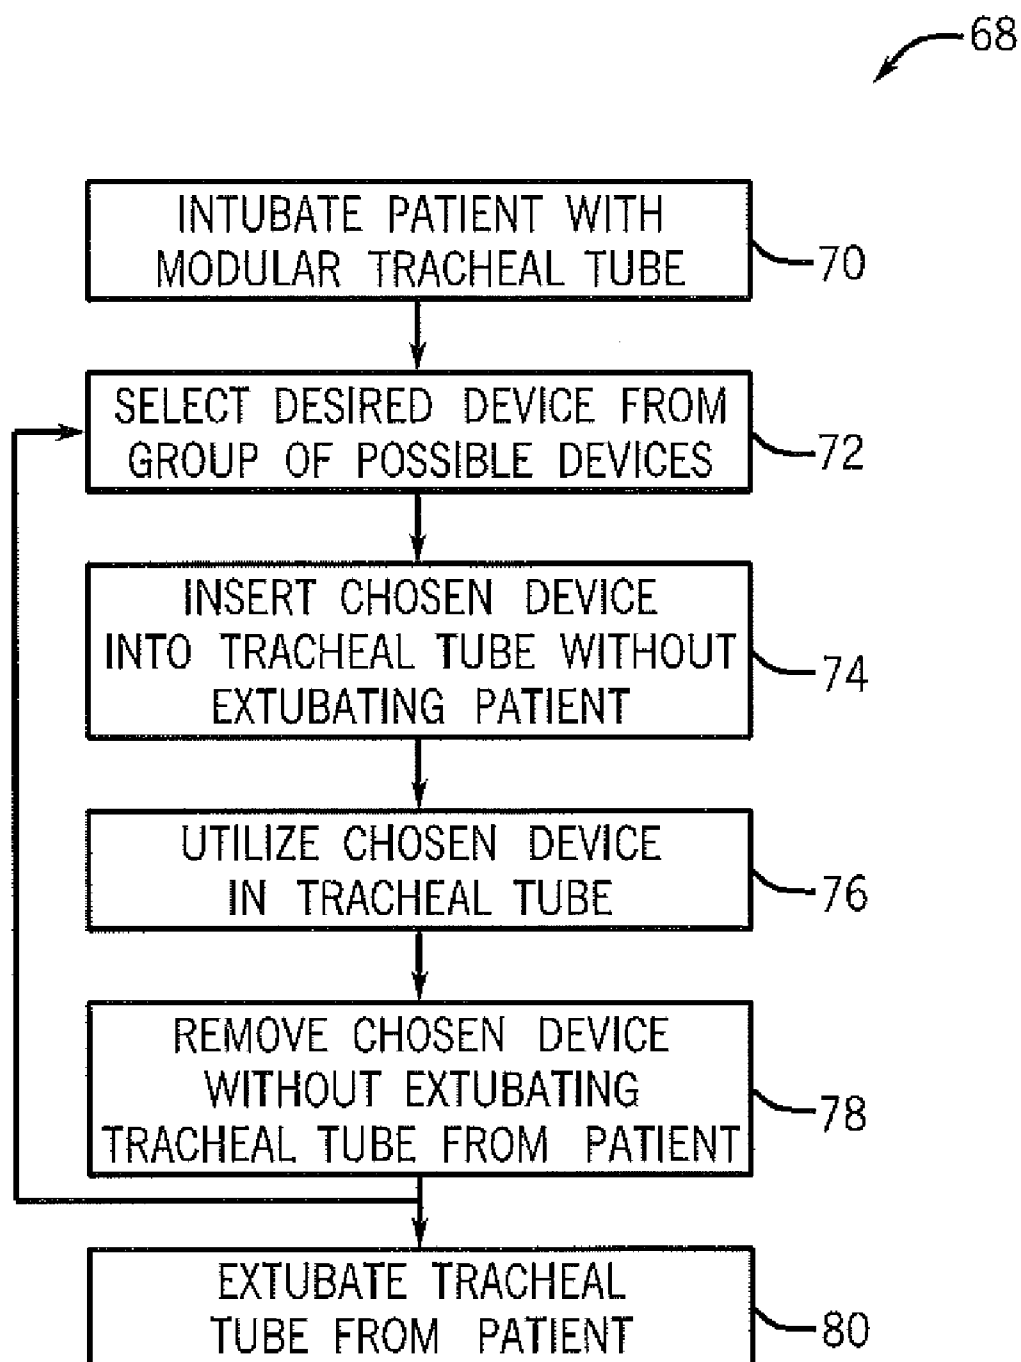 68
INTUBATE PATIENT WITH
MODULAR TRACHEAL TUBE
70
SELECT DESIRED DEVICE FROM
GROUP OF POSSIBLE DEVICES
72
INSERT CHOSEN DEVICE
INTO TRACHEAL TUBE WITHOUT
EXTUBATING PATIENT
74
UTILIZE CHOSEN DEVICE
IN TRACHEAL TUBE
76
REMOVE CHOSEN DEVICE
WITHOUT EXTUBATING
TRACHEAL TUBE FROM PATIENT
78
EXTUBATE TRACHEAL
TUBE FROM PATIENT
80